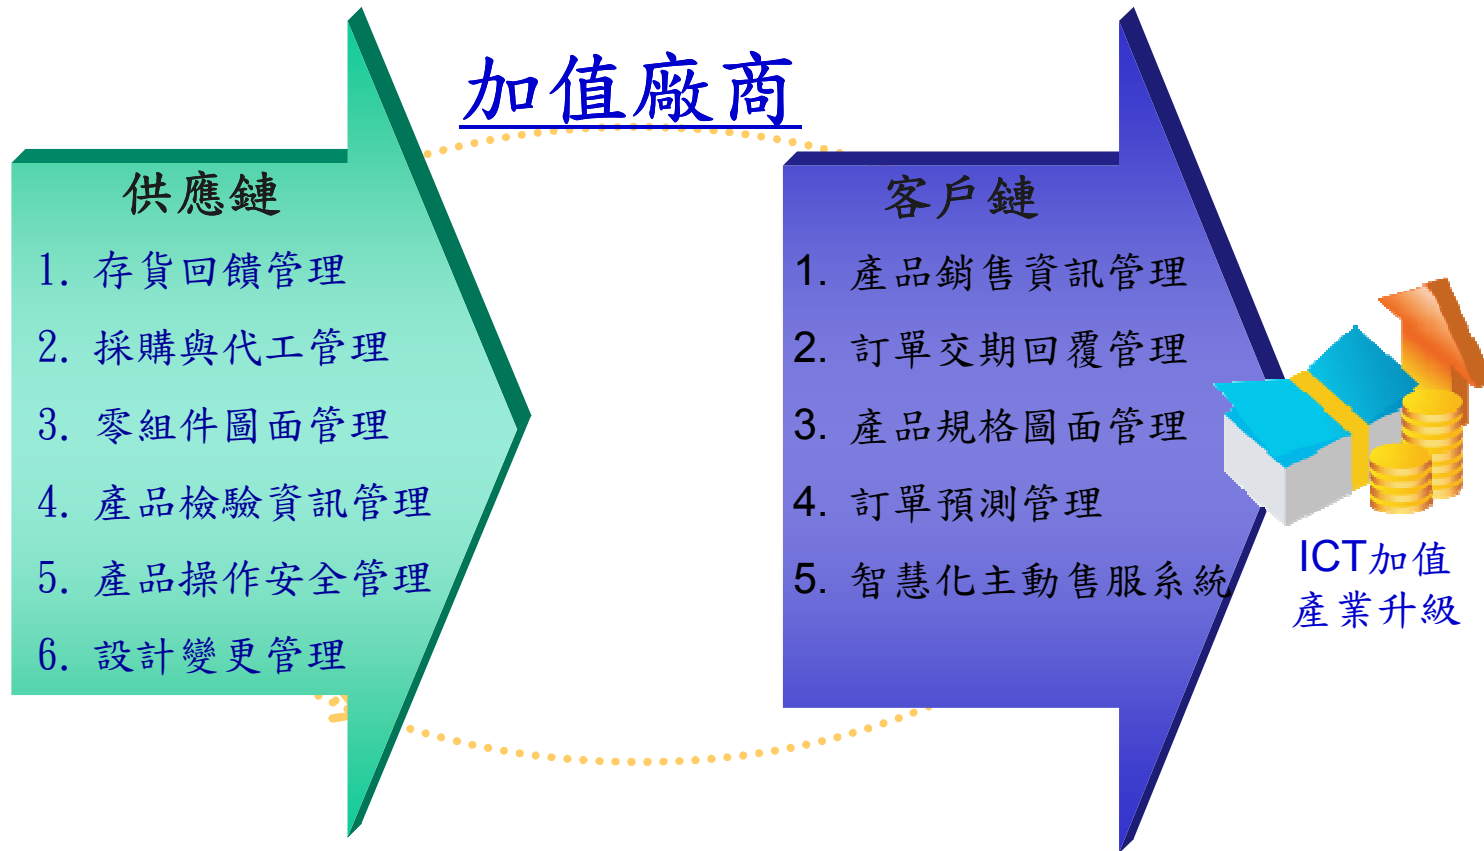 加值廠商
供應鏈
1. 存貨回饋管理
2. 採購與代工管理
3. 零組件圖面管理
4. 產品檢驗資訊管理
5. 產品操作安全管理
6. 設計變更管理
客戶鏈
1. 產品銷售資訊管理
2. 訂單交期回覆管理
3. 產品規格圖面管理
4. 訂單預測管理
5. 智慧化主動售服系統
ICT加值
產業升級